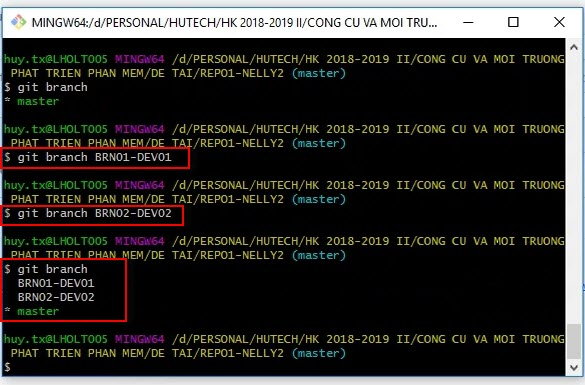 MINGW64:/d/PERSONAL/HUTECH/HK 2018-2019 II/CONG CU VA MOI TRU...
huy.tx@LHOLT005 MINGW64 /d/PERSONAL/HUTECH/HK 2018-2019 II/CONG CU VA MOI TRUONG
PHAT TRIEN PHAN MEM/DE TAI/REPO1-NELLY2 (master)
$ git branch
* master
huy.tx@LHOLT005 MINGW64 /d/PERSONAL/HUTECH/HK 2018-2019 II/CONG CU VA MOI TRUONG
PHAT TRIEN PHAN MEM/DE TAI/REPO1-NELLY2 (master)
$ git branch BRN01-DEV01
huy.tx@LHOLT005 MINGW64 /d/PERSONAL/HUTECH/HK 2018-2019 II/CONG CU VA MOI TRUONG
PHAT TRIEN PHAN MEM/DE TAI/REPO1-NELLY2 (master)
$ git branch BRN02-DEV02
huy.tx@LHOLT005 MINGW64 /d/PERSONAL/HUTECH/HK 2018-2019 II/CONG CU VA MOI TRUONG
PHAT TRIEN PHAN MEM/DE TAI/REPO1-NELLY2 (master)
$ git branch
BRN01-DEV01
BRN02-DEV02
* master
huy.tx@LHOLT005 MINGW64 /d/PERSONAL/HUTECH/HK 2018-2019 II/CONG CU VA MOI TRUONG
PHAT TRIEN PHAN MEM/DE TAI/REPO1-NELLY2 (master)
$